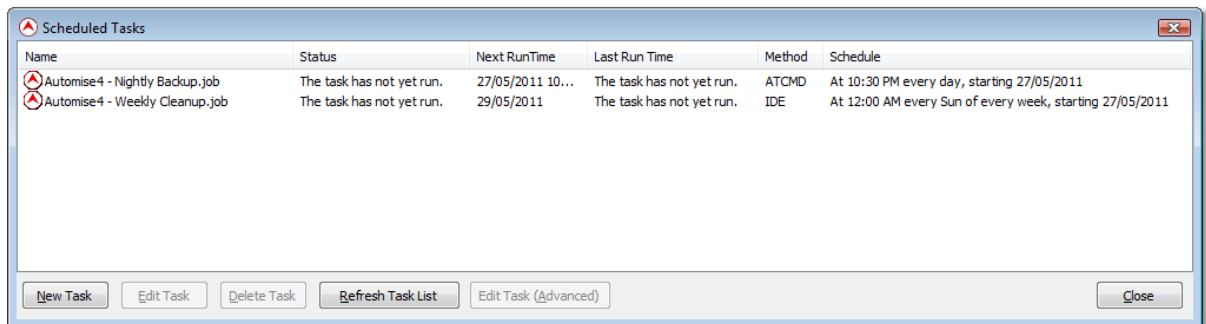 Scheduled Tasks
Name Status Next RunTime Last Run Time Method Schedule
Automise4 - Nightly Backup.job The task has not yet run. 27/05/2011 10... The task has not yet run. ATCMD At 10:30 PM every day, starting 27/05/2011
Automise4 - Weekly Cleanup.job The task has not yet run. 29/05/2011 The task has not yet run. IDE At 12:00 AM every Sun of every week, starting 27/05/2011
New Task Edit Task Delete Task Refresh Task List Edit Task (Advanced) Close